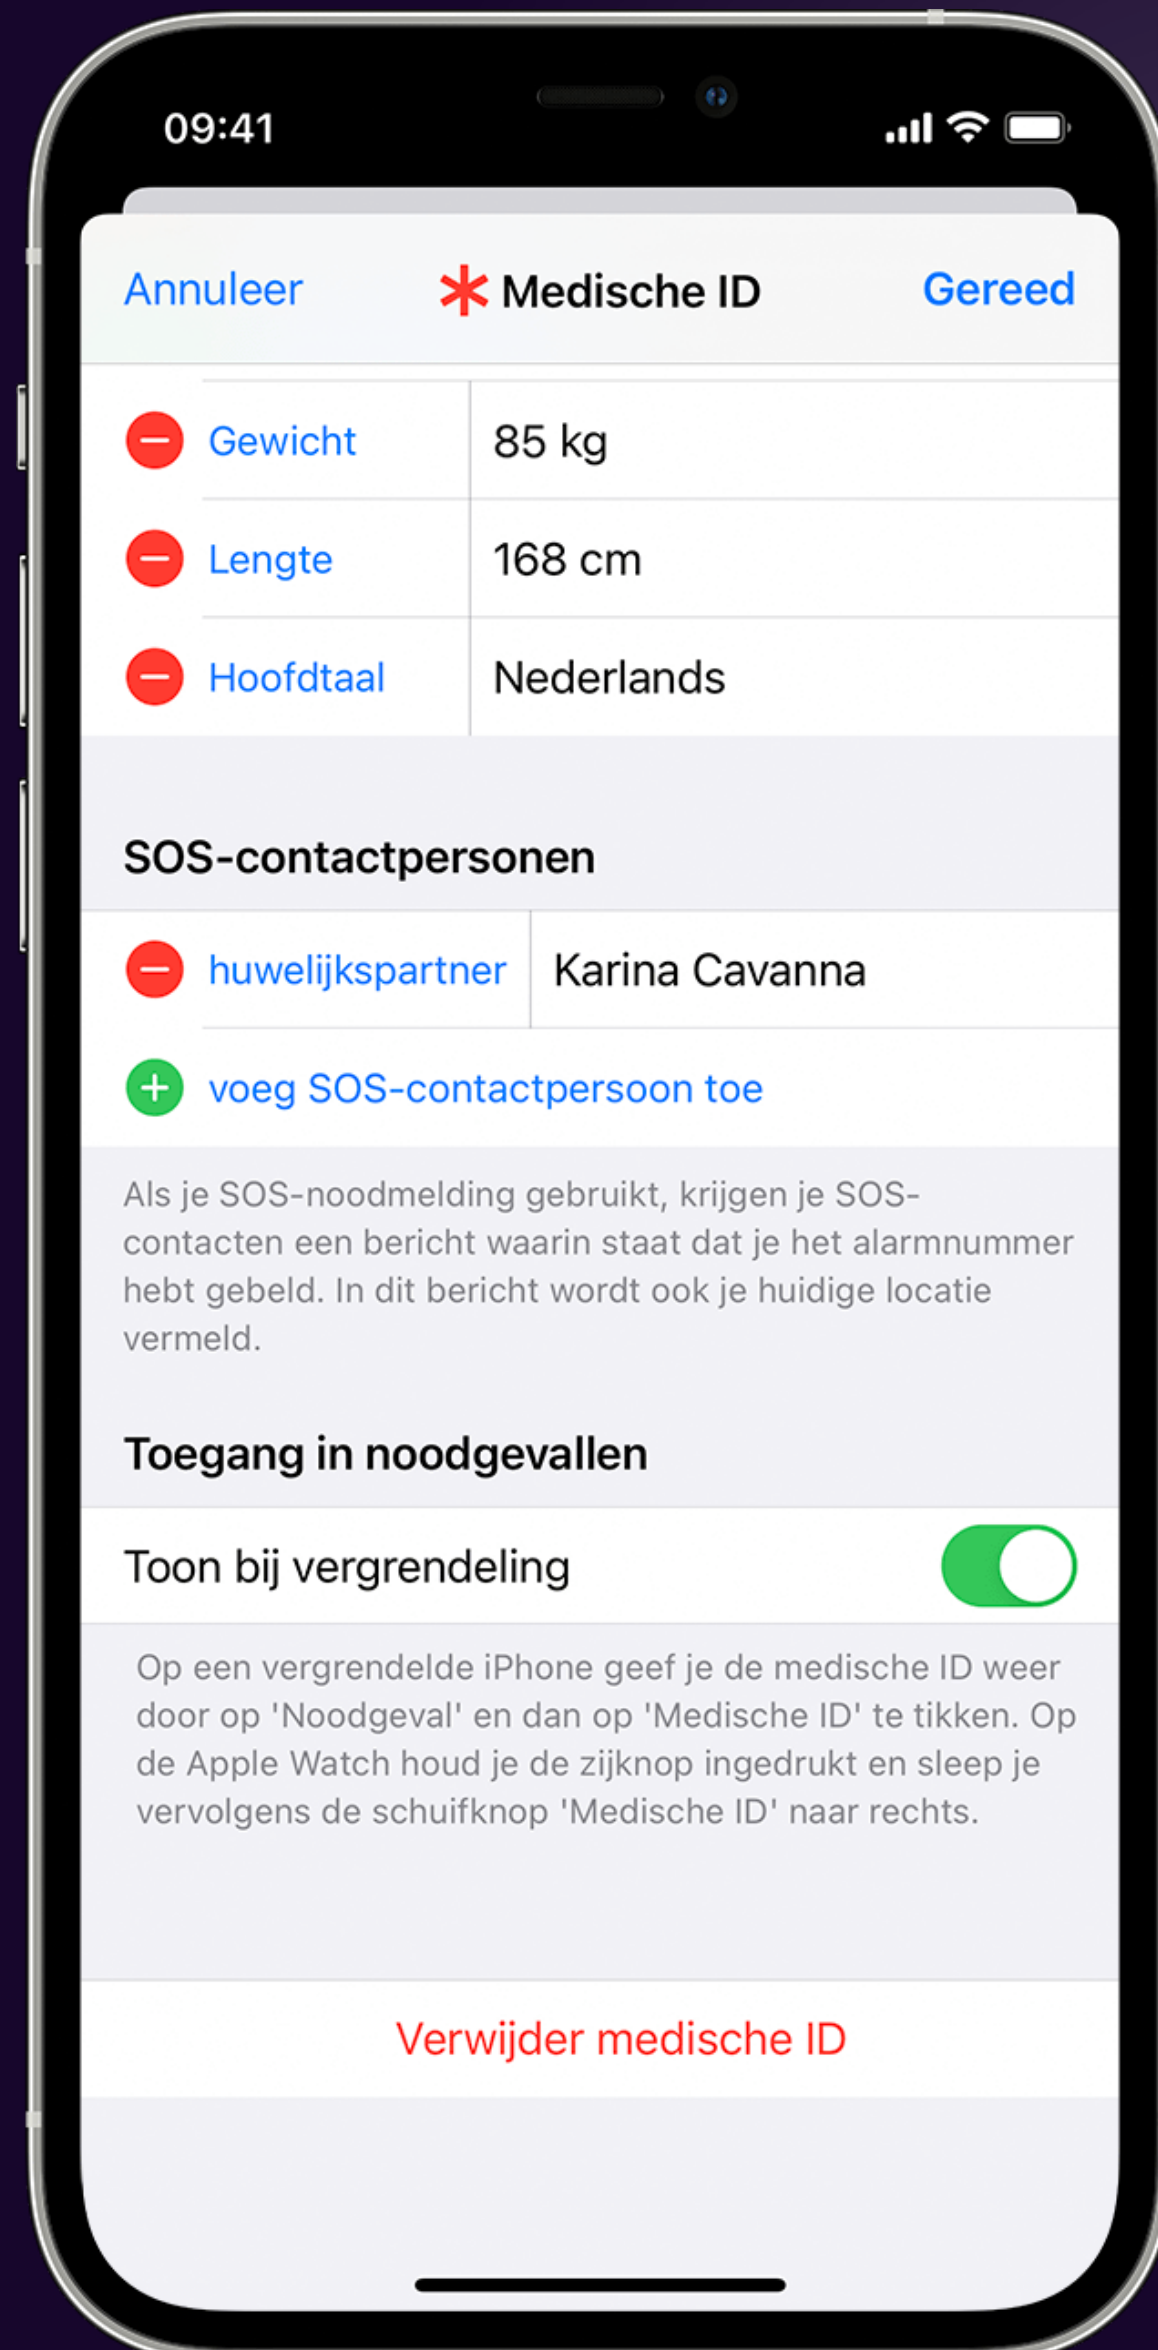 09:41
Annuleer
Medische ID
Gereed
Gewicht
85 kg
Lengte
168 cm
Hoofdtaal
Nederlands
SOS-contactpersonen
huwelijkspartner
Karina Cavanna
voeg SOS-contactpersoon toe
Als je SOS-noodmelding gebruikt, krijgen je SOS-
contacten een bericht waarin staat dat je het alarmnummer
hebt gebeld. In dit bericht wordt ook je huidige locatie
vermeld.
Toegang in noodgevallen
Toon bij vergrendeling
Op een vergrendelde iPhone geef je de medische ID weer
door op 'Noodgeval' en dan op 'Medische ID' te tikken. Op
de Apple Watch houd je de zijknop ingedrukt en sleep je
vervolgens de schuifknop 'Medische ID' naar rechts.
Verwijder medische ID